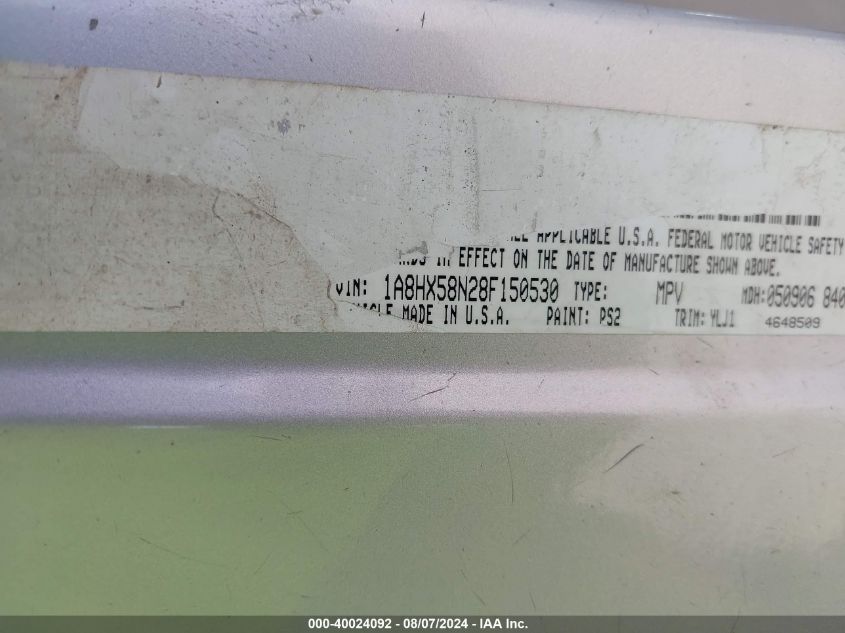 APPLICABLE U.S.A. FEDERAL MOTOR VEHICLE SAFETY
IN EFFECT ON THE DATE OF MANUFACTURE SHOWN ABOVE.
VIN: 1A8HX58N28F150530 TYPE: MPV MDH:050906 840
MADE IN U.S.A. PAINT: PS2 TRIM: YLJ1 4648509
000-40024092 - 08/07/2024 - IAA Inc.